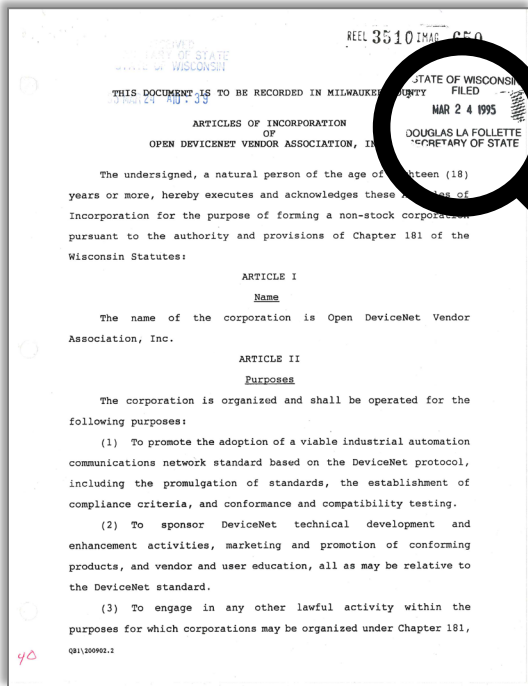 REEL 3510 IMAG
RECEIVED
SECRETARY OF STATE
STATE OF WISCONSIN
STATE OF WISCONSIN
FILED
MAR 24 1995
DOUGLAS LA FOLLETTE
SECRETARY OF STATE
THIS DOCUMENT IS TO BE RECORDED IN MILWAUKEE COUNTY
ARTICLES OF INCORPORATION
OF
OPEN DEVICENET VENDOR ASSOCIATION, IN
The undersigned, a natural person of the age of eighteen (18)
years or more, hereby executes and acknowledges these Articles of
Incorporation for the purpose of forming a non-stock corporation
pursuant to the authority and provisions of Chapter 181 of the
Wisconsin Statutes:
ARTICLE I
Name
The name of the corporation is Open DeviceNet Vendor
Association, Inc.
ARTICLE II
Purposes
The corporation is organized and shall be operated for the
following purposes:
(1) To promote the adoption of a viable industrial automation
communications network standard based on the DeviceNet protocol,
including the promulgation of standards, the establishment of
compliance criteria, and conformance and compatibility testing.
(2) To sponsor DeviceNet technical development and
enhancement activities, marketing and promotion of conforming
products, and vendor and user education, all as may be relative to
the DeviceNet standard.
(3) To engage in any other lawful activity within the
purposes for which corporations may be organized under Chapter 181,
QB1\200902.2
40